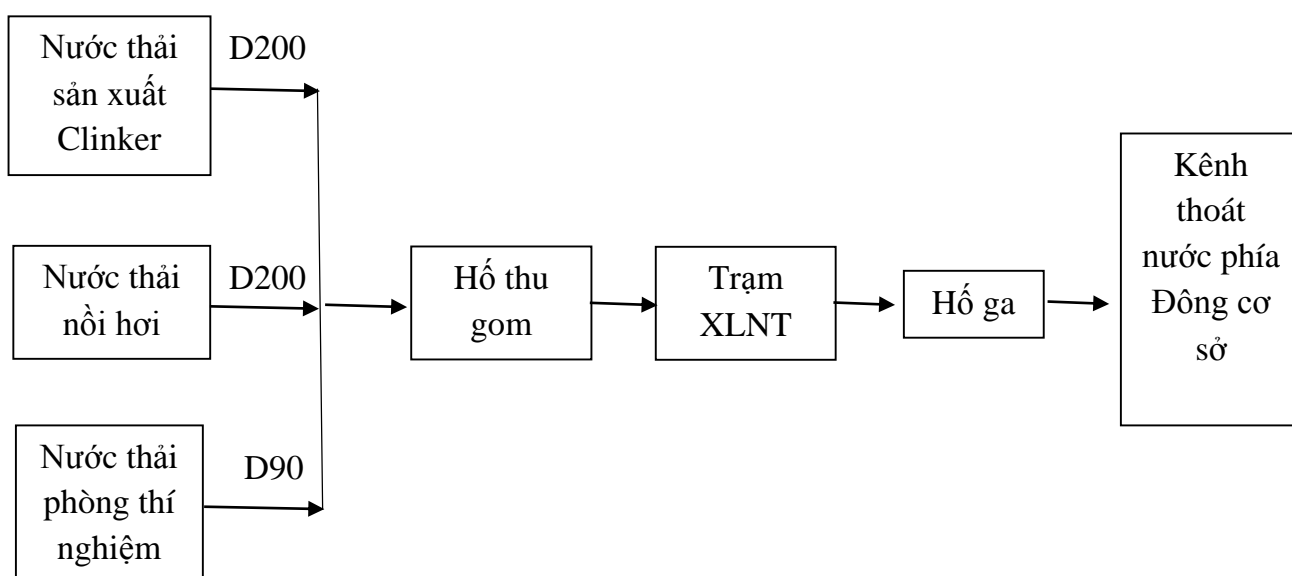 Nước thải
sản xuất
Clinker
D200
Nước thải
nồi hơi
D200
Nước thải
phòng thí
nghiệm
D90
Hố thu
gom
Trạm
XLNT
Hố ga
Kênh
thoát
nước phía
Đông cơ
sở